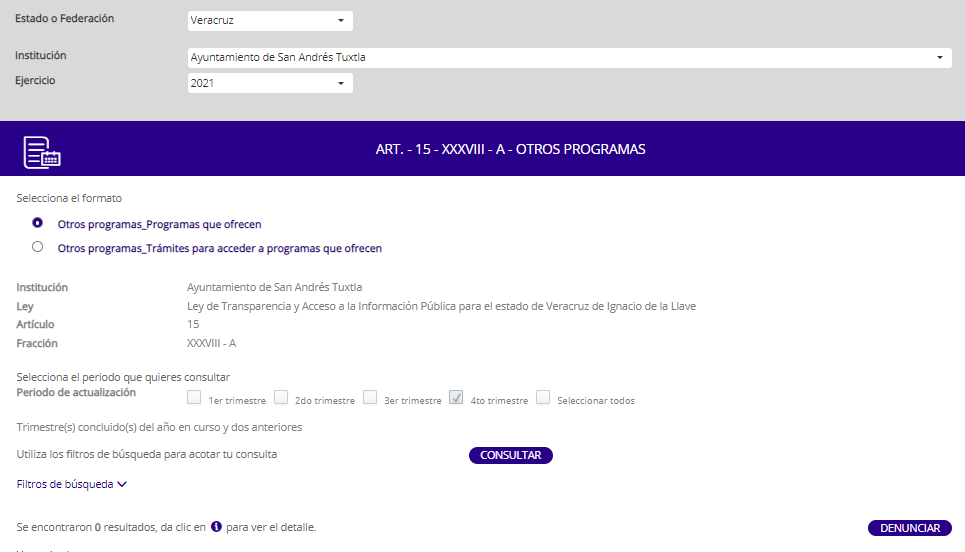 Estado o Federación Veracruz
Institución Ayuntamiento de San Andrés Tuxtla
Ejercicio 2021
ART. - 15 - XXXVIII - A - OTROS PROGRAMAS
Selecciona el formato
Otros programas_Programas que ofrecen
Otros programas_Trámites para acceder a programas que ofrecen
Institución Ayuntamiento de San Andrés Tuxtla
Ley Ley de Transparencia y Acceso a la Información Pública para el estado de Veracruz de Ignacio de la Llave
Artículo 15
Fracción XXXVIII - A
Selecciona el periodo que quieres consultar
Periodo de actualización 1er trimestre 2do trimestre 3er trimestre 4to trimestre Seleccionar todos
Trimestre(s) concluido(s) del año en curso y dos anteriores
Utiliza los filtros de búsqueda para acotar tu consulta CONSULTAR
Filtros de búsqueda
Se encontraron 0 resultados, da clic en i para ver el detalle. DENUNCIAR